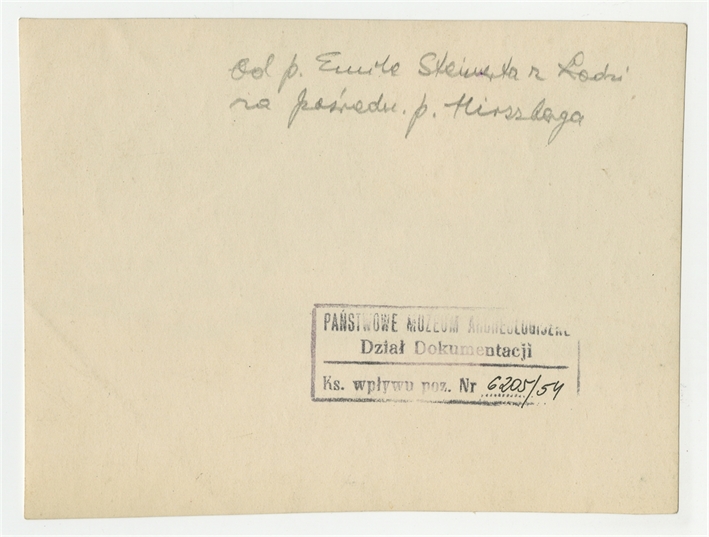 Od p. Emila Steinerta z Łodzi
za pośredn. p. Hirszberga
PAŃSTWOWE MUZEUM ARCHEOLOGICZNE
Dział Dokumentacji
Ks. wpływu poz. Nr 6205/54